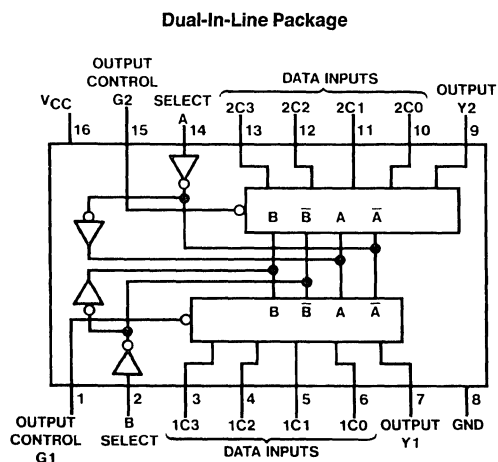 Dual-In-Line Package
OUTPUT
CONTROL
G2
SELECT
A
DATA INPUTS
2C3 2C2 2C1 2C0
OUTPUT
Y2
VCC
16 15 14 13 12 11 10 9
B B̅ A A̅
B B̅ A A̅
1 2 3 4 5 6 7 8
OUTPUT
CONTROL
G1
B
SELECT
1C3 1C2 1C1 1C0
DATA INPUTS
OUTPUT
Y1
GND